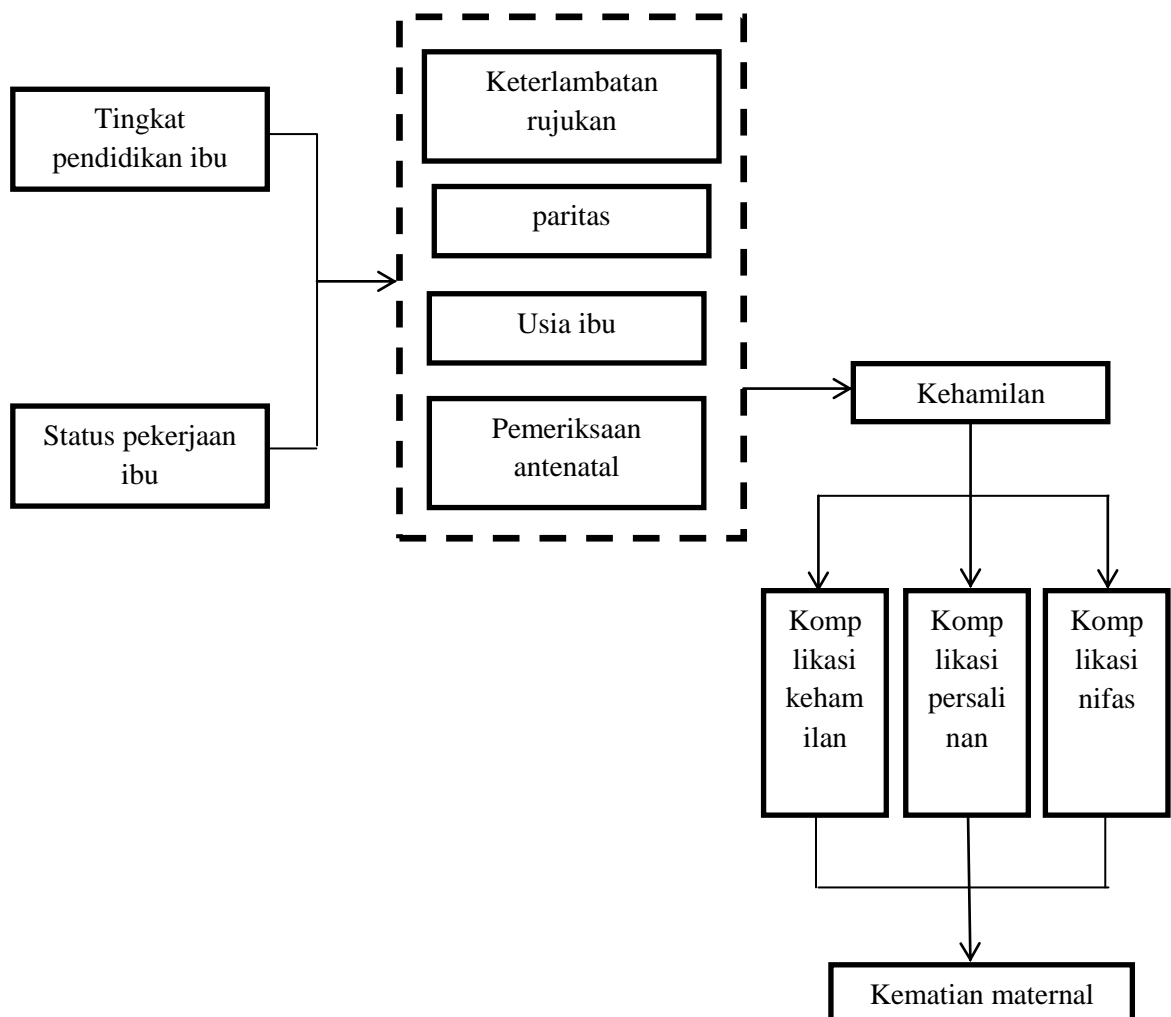 Tingkat
pendidikan ibu
Status pekerjaan
ibu
Keterlambatan
rujukan
paritas
Usia ibu
Pemeriksaan
antenatal
Kehamilan
Komp
likasi
keham
ilan
Komp
likasi
persali
nan
Komp
likasi
nifas
Kematian maternal